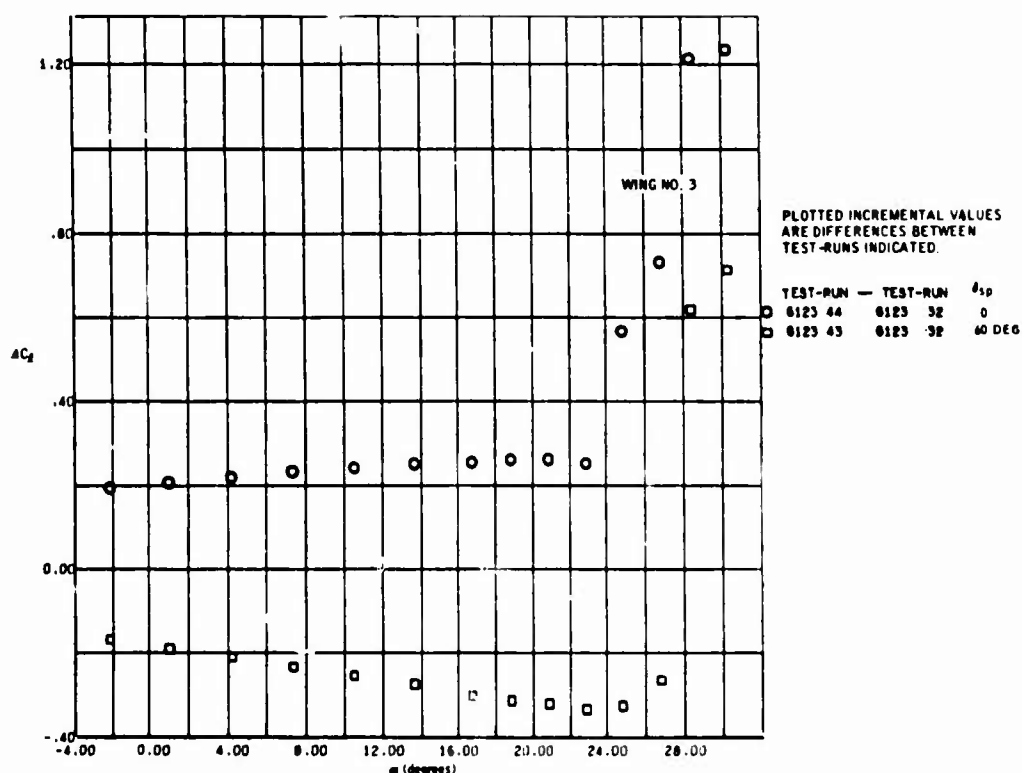 1.20
WING NO. 3
PLOTTED INCREMENTAL VALUES
ARE DIFFERENCES BETWEEN
TEST-RUNS INDICATED.
.80
TEST-RUN — TEST-RUN δsp
6123 44 6123 32 0
6123 43 6123 32 60 DEG
ΔCℓ
.40
0.00
-.40
-4.00 0.00 4.00 8.00 12.00 16.00 20.00 24.00 28.00
α (degrees)